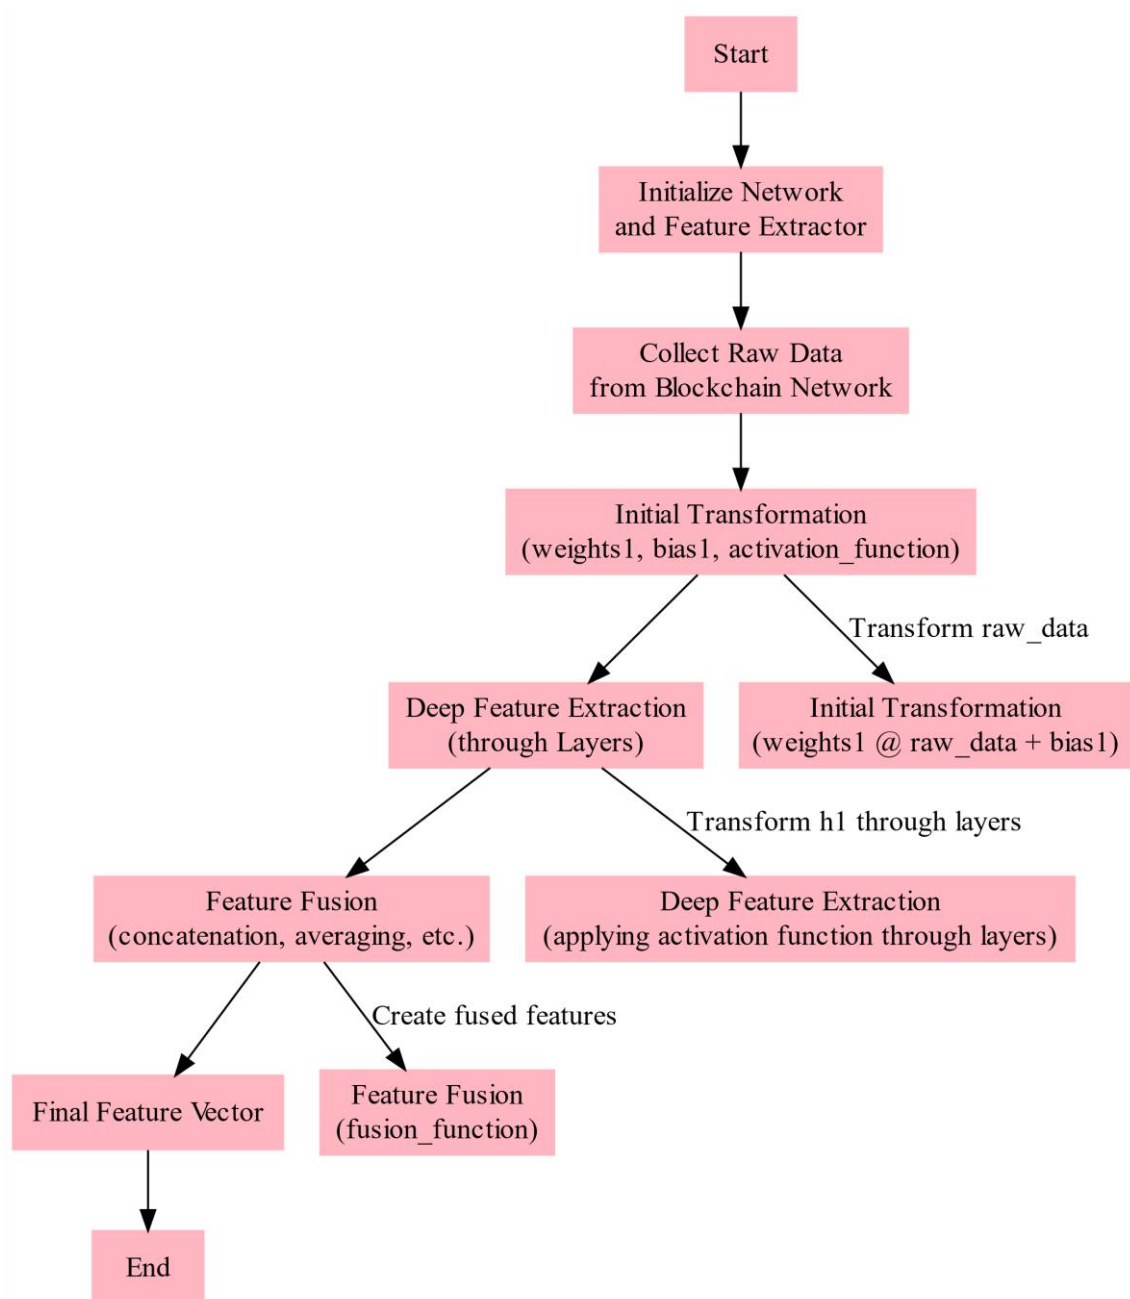 Start
Initialize Network
and Feature Extractor
Collect Raw Data
from Blockchain Network
Initial Transformation
(weights1, bias1, activation_function)
Transform raw_data
Deep Feature Extraction
(through Layers)
Initial Transformation
(weights1 @ raw_data + bias1)
Transform h1 through layers
Feature Fusion
(concatenation, averaging, etc.)
Deep Feature Extraction
(applying activation function through layers)
Create fused features
Final Feature Vector
Feature Fusion
(fusion_function)
End